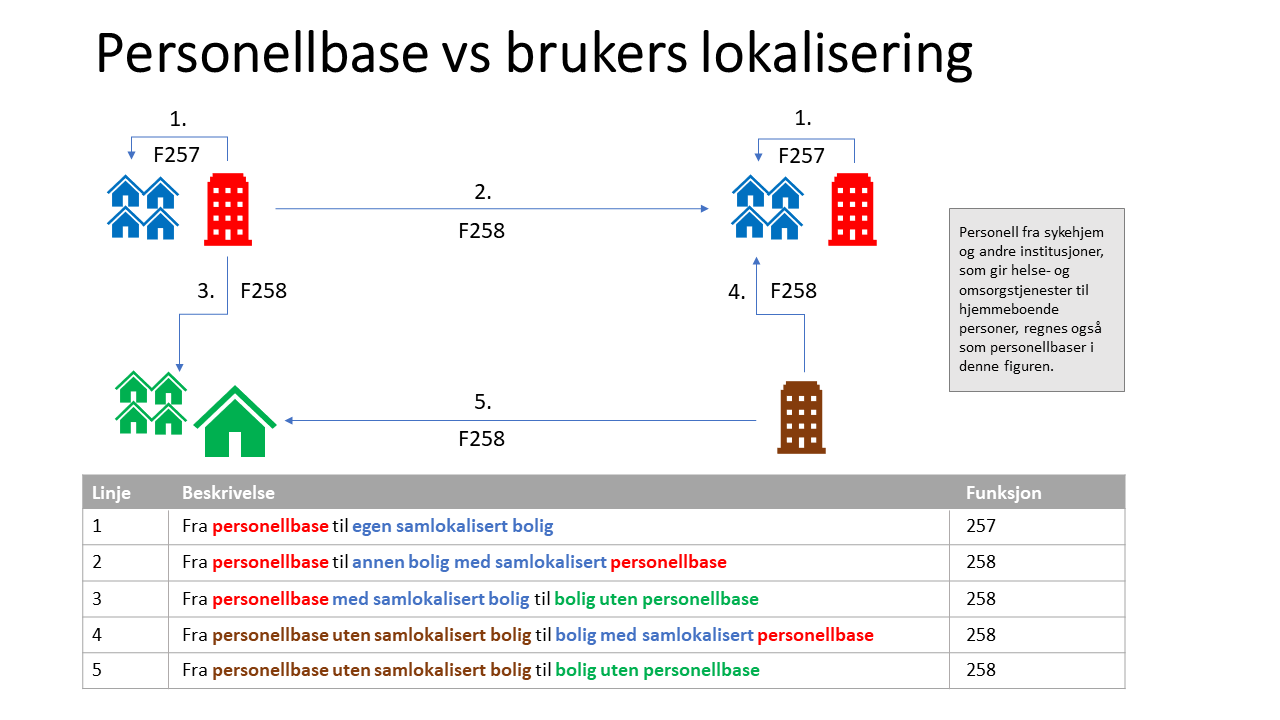 Personellbase vs brukers lokalisering
1.
F257
1.
F257
2.
F258
3.
F258
4.
F258
5.
F258
Personell fra sykehjem
og andre institusjoner,
som gir helse- og
omsorgstjenester til
hjemmeboende
personer, regnes også
som personellbaser i
denne figuren.
Linje Beskrivelse Funksjon
1 Fra personellbase til egen samlokalisert bolig 257
2 Fra personellbase til annen bolig med samlokalisert personellbase 258
3 Fra personellbase med samlokalisert bolig til bolig uten personellbase 258
4 Fra personellbase uten samlokalisert bolig til bolig med samlokalisert personellbase 258
5 Fra personellbase uten samlokalisert bolig til bolig uten personellbase 258